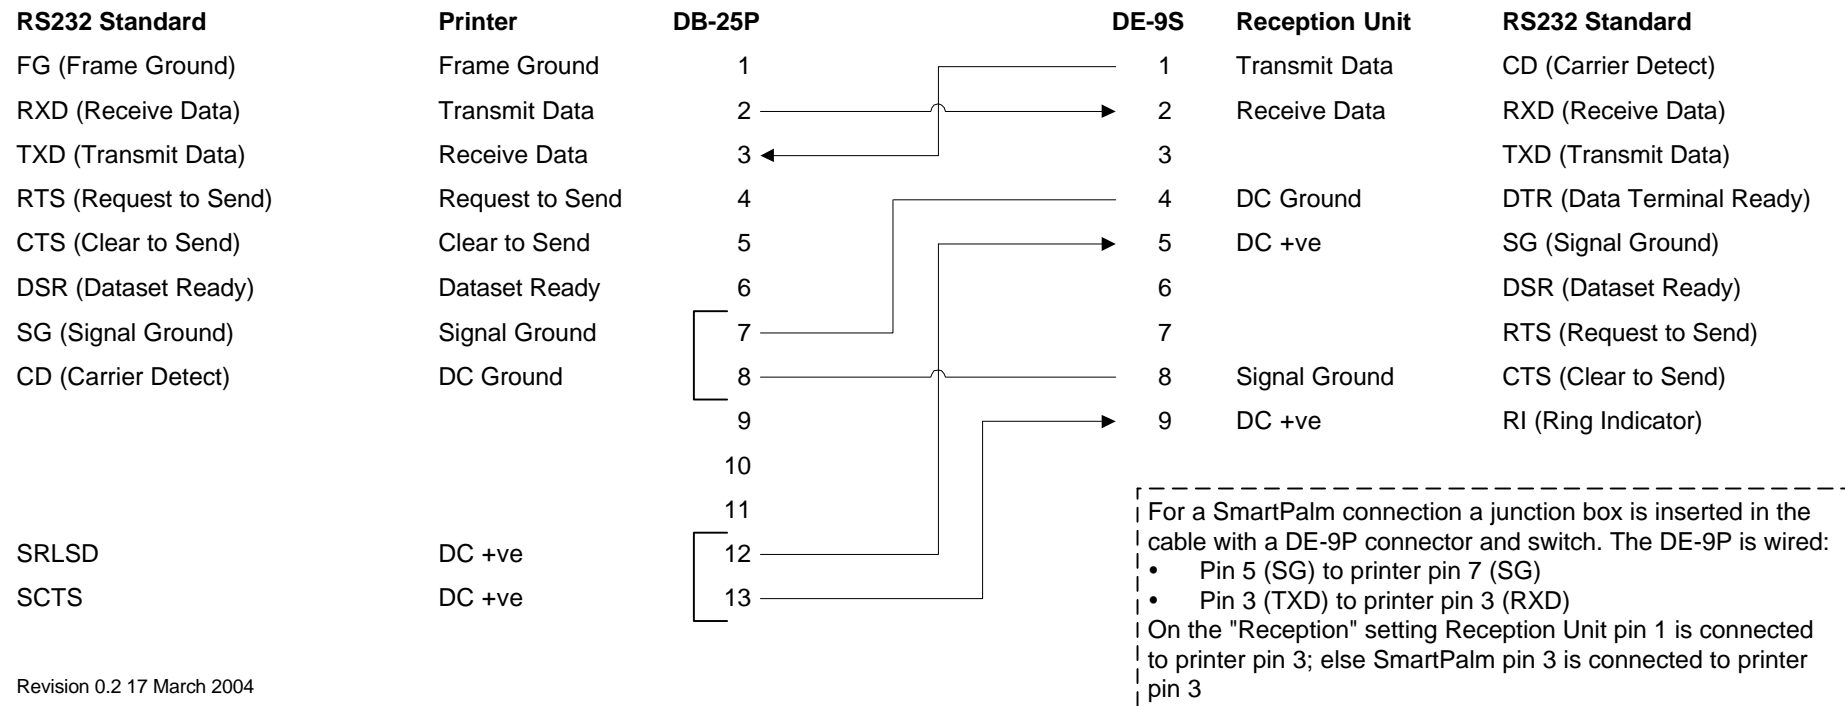 RS232 Standard Printer DB-25P DE-9S Reception Unit RS232 Standard
FG (Frame Ground) Frame Ground 1 1 Transmit Data CD (Carrier Detect)
RXD (Receive Data) Transmit Data 2 2 Receive Data RXD (Receive Data)
TXD (Transmit Data) Receive Data 3 3 TXD (Transmit Data)
RTS (Request to Send) Request to Send 4 4 DC Ground DTR (Data Terminal Ready)
CTS (Clear to Send) Clear to Send 5 5 DC +ve SG (Signal Ground)
DSR (Dataset Ready) Dataset Ready 6 6 DSR (Dataset Ready)
SG (Signal Ground) Signal Ground 7 7 RTS (Request to Send)
CD (Carrier Detect) DC Ground 8 8 Signal Ground CTS (Clear to Send)
9 9 DC +ve RI (Ring Indicator)
10
11
SRLSD DC +ve 12
SCTS DC +ve 13
For a SmartPalm connection a junction box is inserted in the
cable with a DE-9P connector and switch. The DE-9P is wired:
• Pin 5 (SG) to printer pin 7 (SG)
• Pin 3 (TXD) to printer pin 3 (RXD)
On the "Reception" setting Reception Unit pin 1 is connected
to printer pin 3; else SmartPalm pin 3 is connected to printer
pin 3
Revision 0.2 17 March 2004